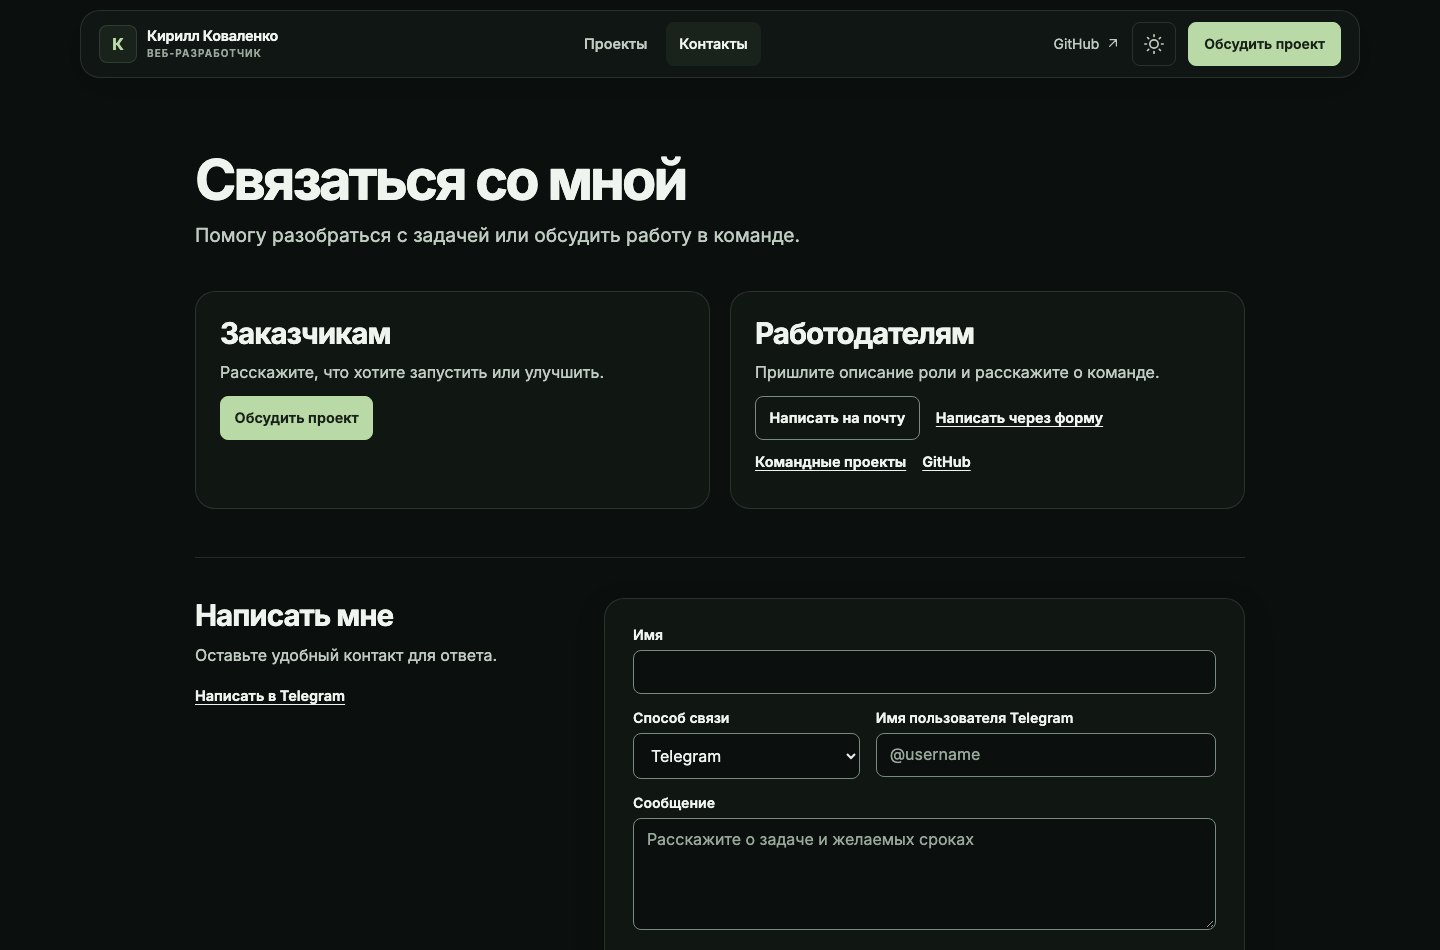 К
Кирилл Коваленко
ВЕБ-РАЗРАБОТЧИК
Проекты
Контакты
GitHub
Обсудить проект
Связаться со мной
Помогу разобраться с задачей или обсудить работу в команде.
Заказчикам
Расскажите, что хотите запустить или улучшить.
Обсудить проект
Работодателям
Пришлите описание роли и расскажите о команде.
Написать на почту
Написать через форму
Командные проекты
GitHub
Написать мне
Оставьте удобный контакт для ответа.
Написать в Telegram
Имя
Способ связи
Telegram
Имя пользователя Telegram
@username
Сообщение
Расскажите о задаче и желаемых сроках